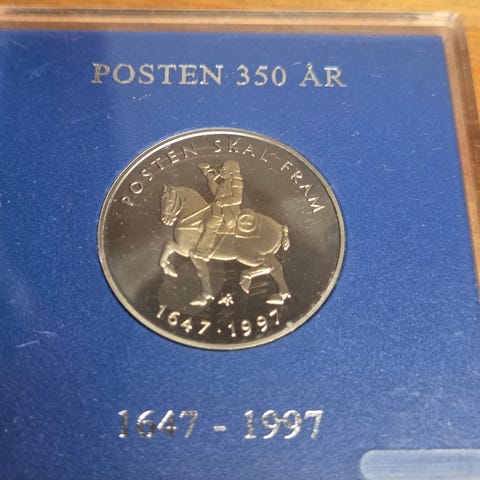 POSTEN 350 ÅR
POSTEN SKAL FRAM
1647 · 1997
1647 - 1997